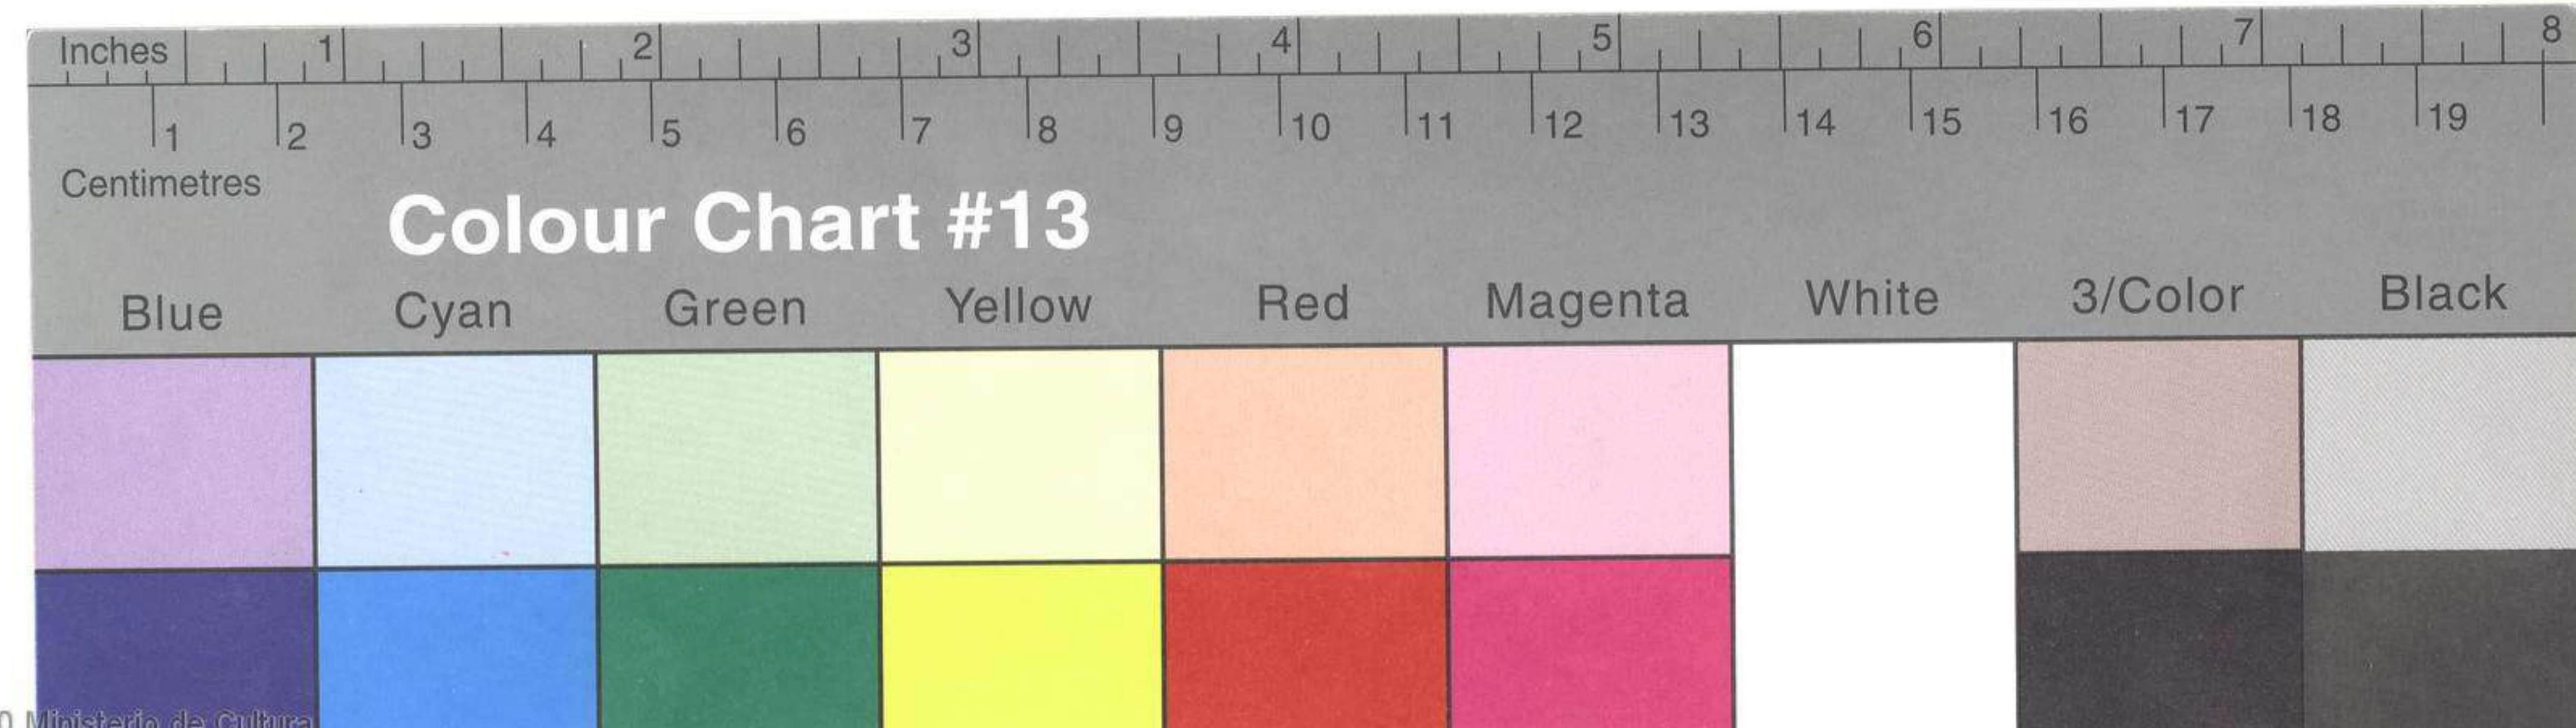 Inches 1 2 3 4 5 6 7 8
1 2 3 4 5 6 7 8 9 10 11 12 13 14 15 16 17 18 19
Centimetres
Colour Chart #13
Blue Cyan Green Yellow Red Magenta White 3/Color Black
Ministerio de Cultura